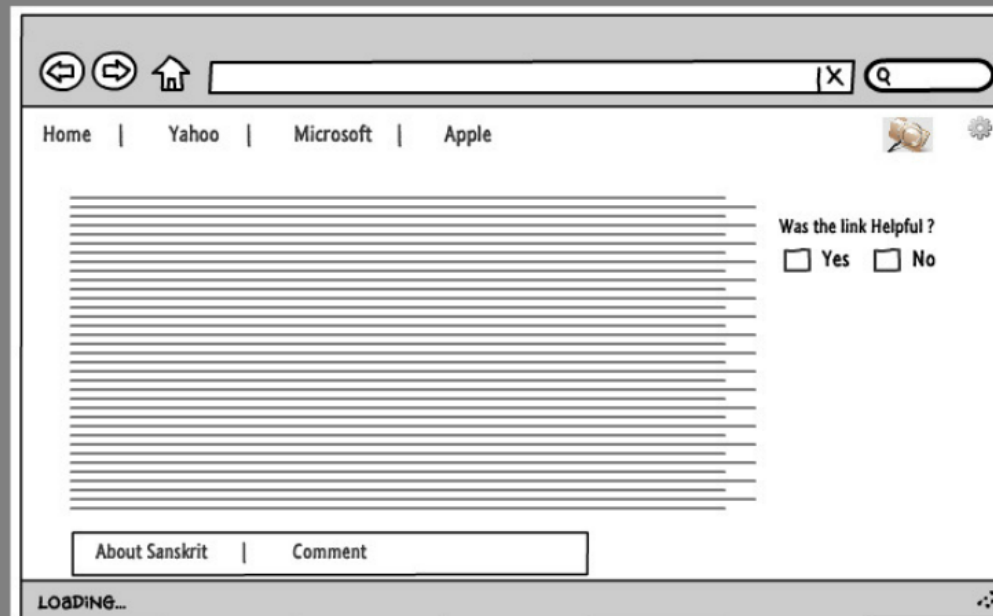 Home | Yahoo | Microsoft | Apple
Was the link Helpful ?
Yes No
About Sanskrit | Comment
LOADING...